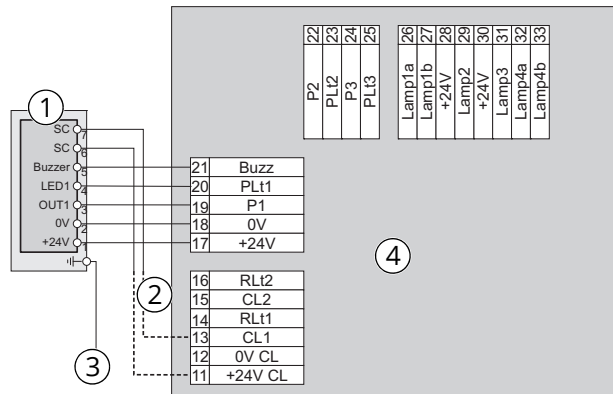 22 23 24 25
P2 PLt2 P3 PLt3
26 27 28 29 30 31 32 33
Lamp1a Lamp1b +24V Lamp2 +24V Lamp3 Lamp4a Lamp4b
1
SC 7
SC 6
Buzzer 5
LED1 4
OUT1 3
0V 2
+24V 1
21 Buzz
20 PLt1
19 P1
18 0V
17 +24V
16 RLt2
15 CL2
14 RLt1
13 CL1
12 0V CL
11 +24V CL
2
3
4